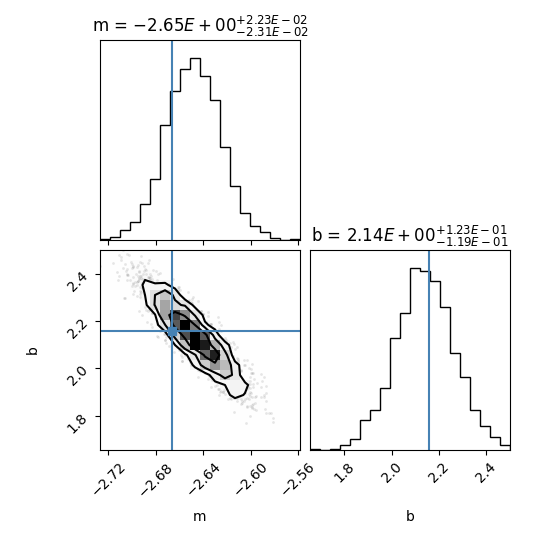 m = −2.65E + 00+2.23E − 02 −2.31E − 02
b = 2.14E + 00+1.23E − 01 −1.19E − 01
2.4
2.2
2.0
1.8
b
−2.72
−2.68
−2.64
−2.60
−2.56
m
1.8
2.0
2.2
2.4
b